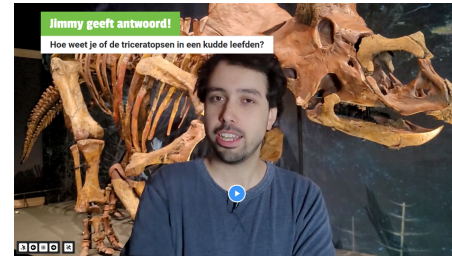 Jimmy geeft antwoord!
Hoe weet je of de triceratopsen in een kudde leefden?